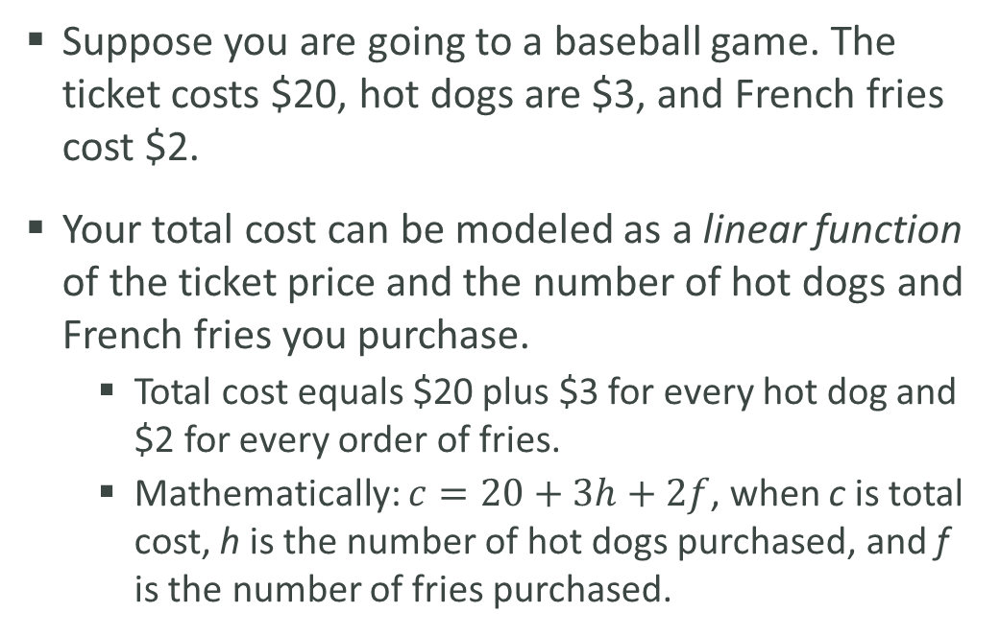 ▪ Suppose you are going to a baseball game. The
ticket costs $20, hot dogs are $3, and French fries
cost $2.
▪ Your total cost can be modeled as a linear function
of the ticket price and the number of hot dogs and
French fries you purchase.
▪ Total cost equals $20 plus $3 for every hot dog and
$2 for every order of fries.
▪ Mathematically: c = 20 + 3h + 2f, when c is total
cost, h is the number of hot dogs purchased, and f
is the number of fries purchased.